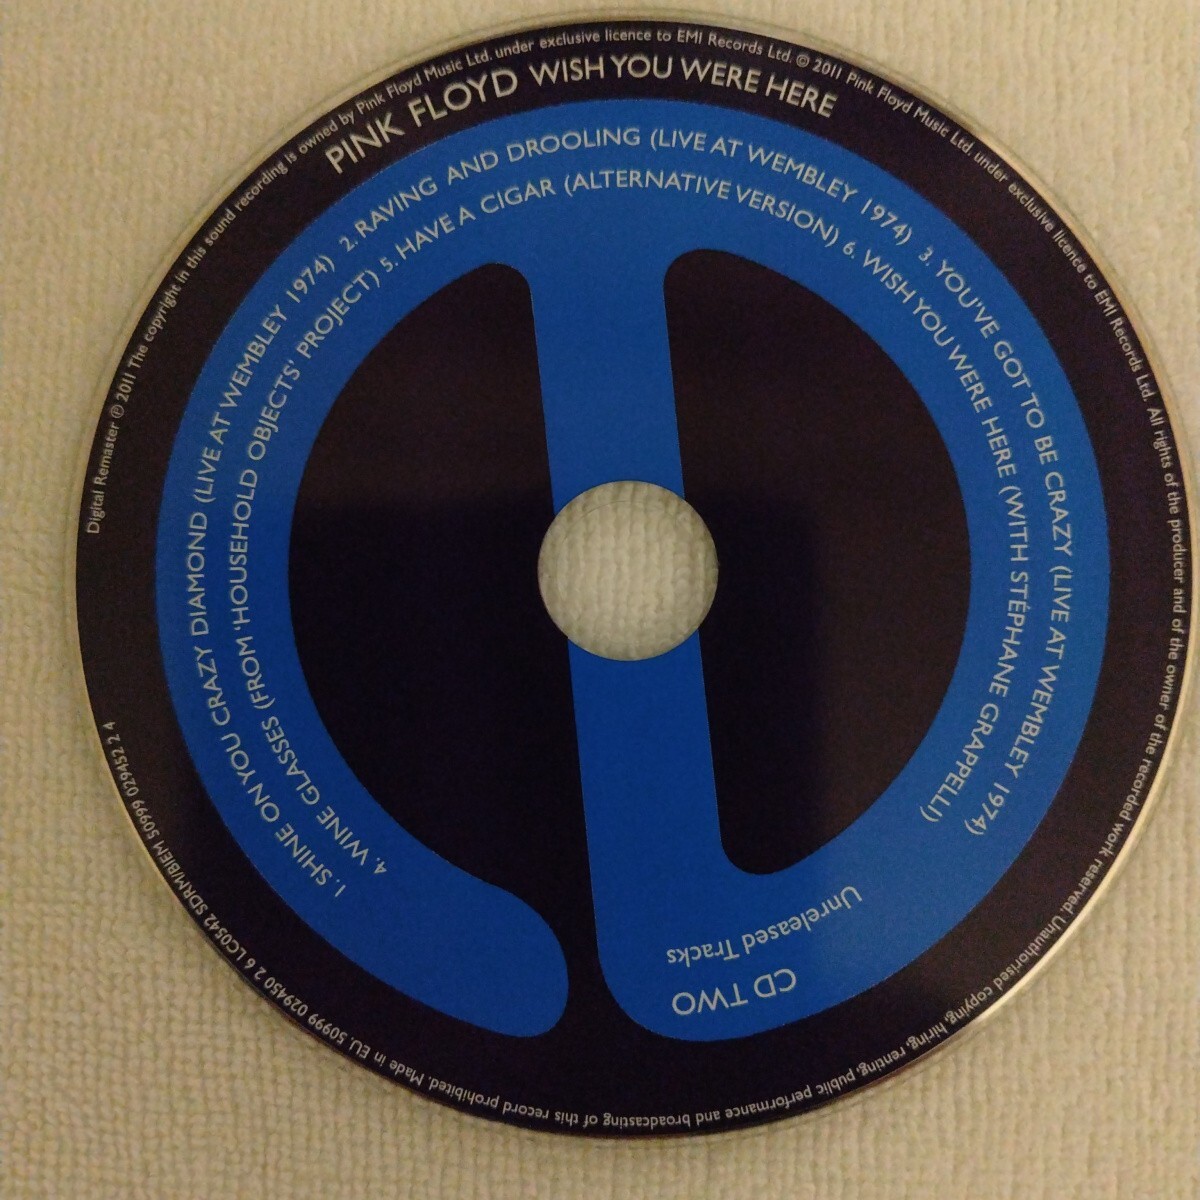 Digital Remaster ℗ 2011 The copyright in this sound recording is owned by Pink Floyd Music Ltd. under exclusive licence to EMI Records Ltd. © 2011 Pink Floyd Music Ltd. under exclusive licence to EMI Records Ltd. All rights of the producer and of the owner of the recorded work reserved. Unauthorised copying, hiring, renting, public performance and broadcasting of this record prohibited. Made in EU. 50999 029450 2 6 LC0542 SDRM/BIEM 50999 029452 2 4
PINK FLOYD WISH YOU WERE HERE
1. SHINE ON YOU CRAZY DIAMOND (LIVE AT WEMBLEY 1974) 2. RAVING AND DROOLING (LIVE AT WEMBLEY 1974) 3. YOU'VE GOT TO BE CRAZY (LIVE AT WEMBLEY 1974)
4. WINE GLASSES (FROM 'HOUSEHOLD OBJECTS' PROJECT) 5. HAVE A CIGAR (ALTERNATIVE VERSION) 6. WISH YOU WERE HERE (WITH STÉPHANE GRAPPELLI)
CD TWO
Unreleased Tracks